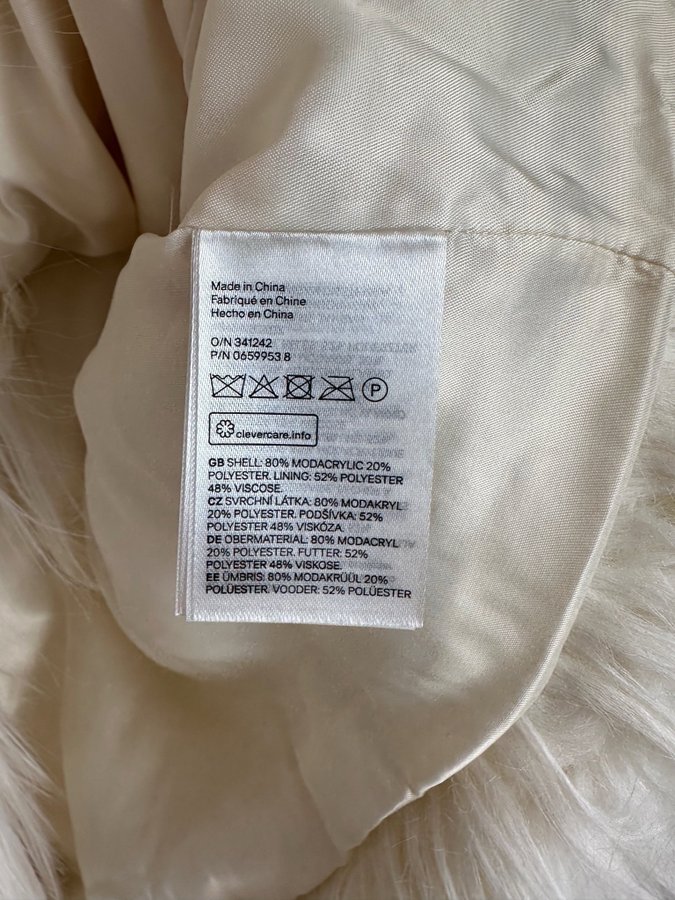 Made in China
Fabriqué en Chine
Hecho en China
O/N 341242
P/N 0659953 8
P
clevercare.info
GB SHELL: 80% MODACRYLIC 20%
POLYESTER. LINING: 52% POLYESTER
48% VISCOSE.
CZ SVRCHNÍ LÁTKA: 80% MODAKRYL
20% POLYESTER. PODŠÍVKA: 52%
POLYESTER 48% VISKÓZA.
DE OBERMATERIAL: 80% MODACRYL
20% POLYESTER. FUTTER: 52%
POLYESTER 48% VISKOSE.
EE ÜMBRIS: 80% MODAKRÜÜL 20%
POLÜESTER. VOODER: 52% POLÜESTER